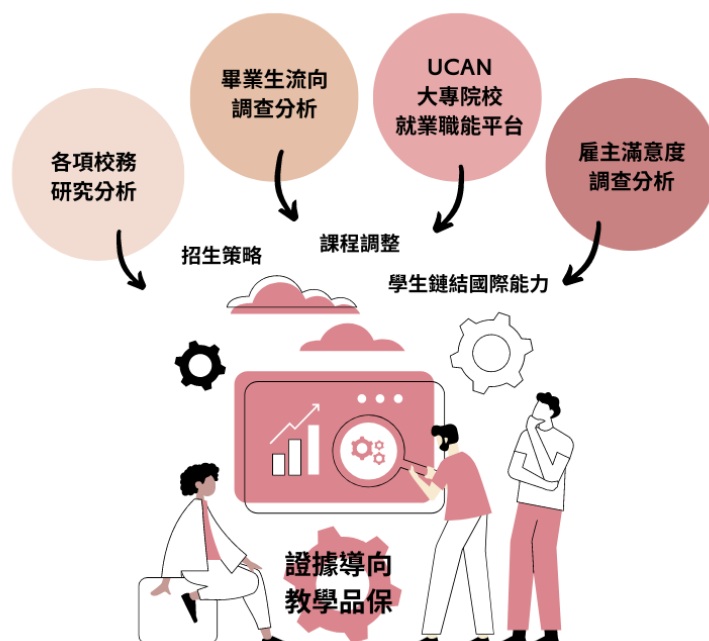 各項校務
研究分析
畢業生流向
調查分析
UCAN
大專院校
就業職能平台
雇主滿意度
調查分析
招生策略
課程調整
學生鏈結國際能力
證據導向
教學品保